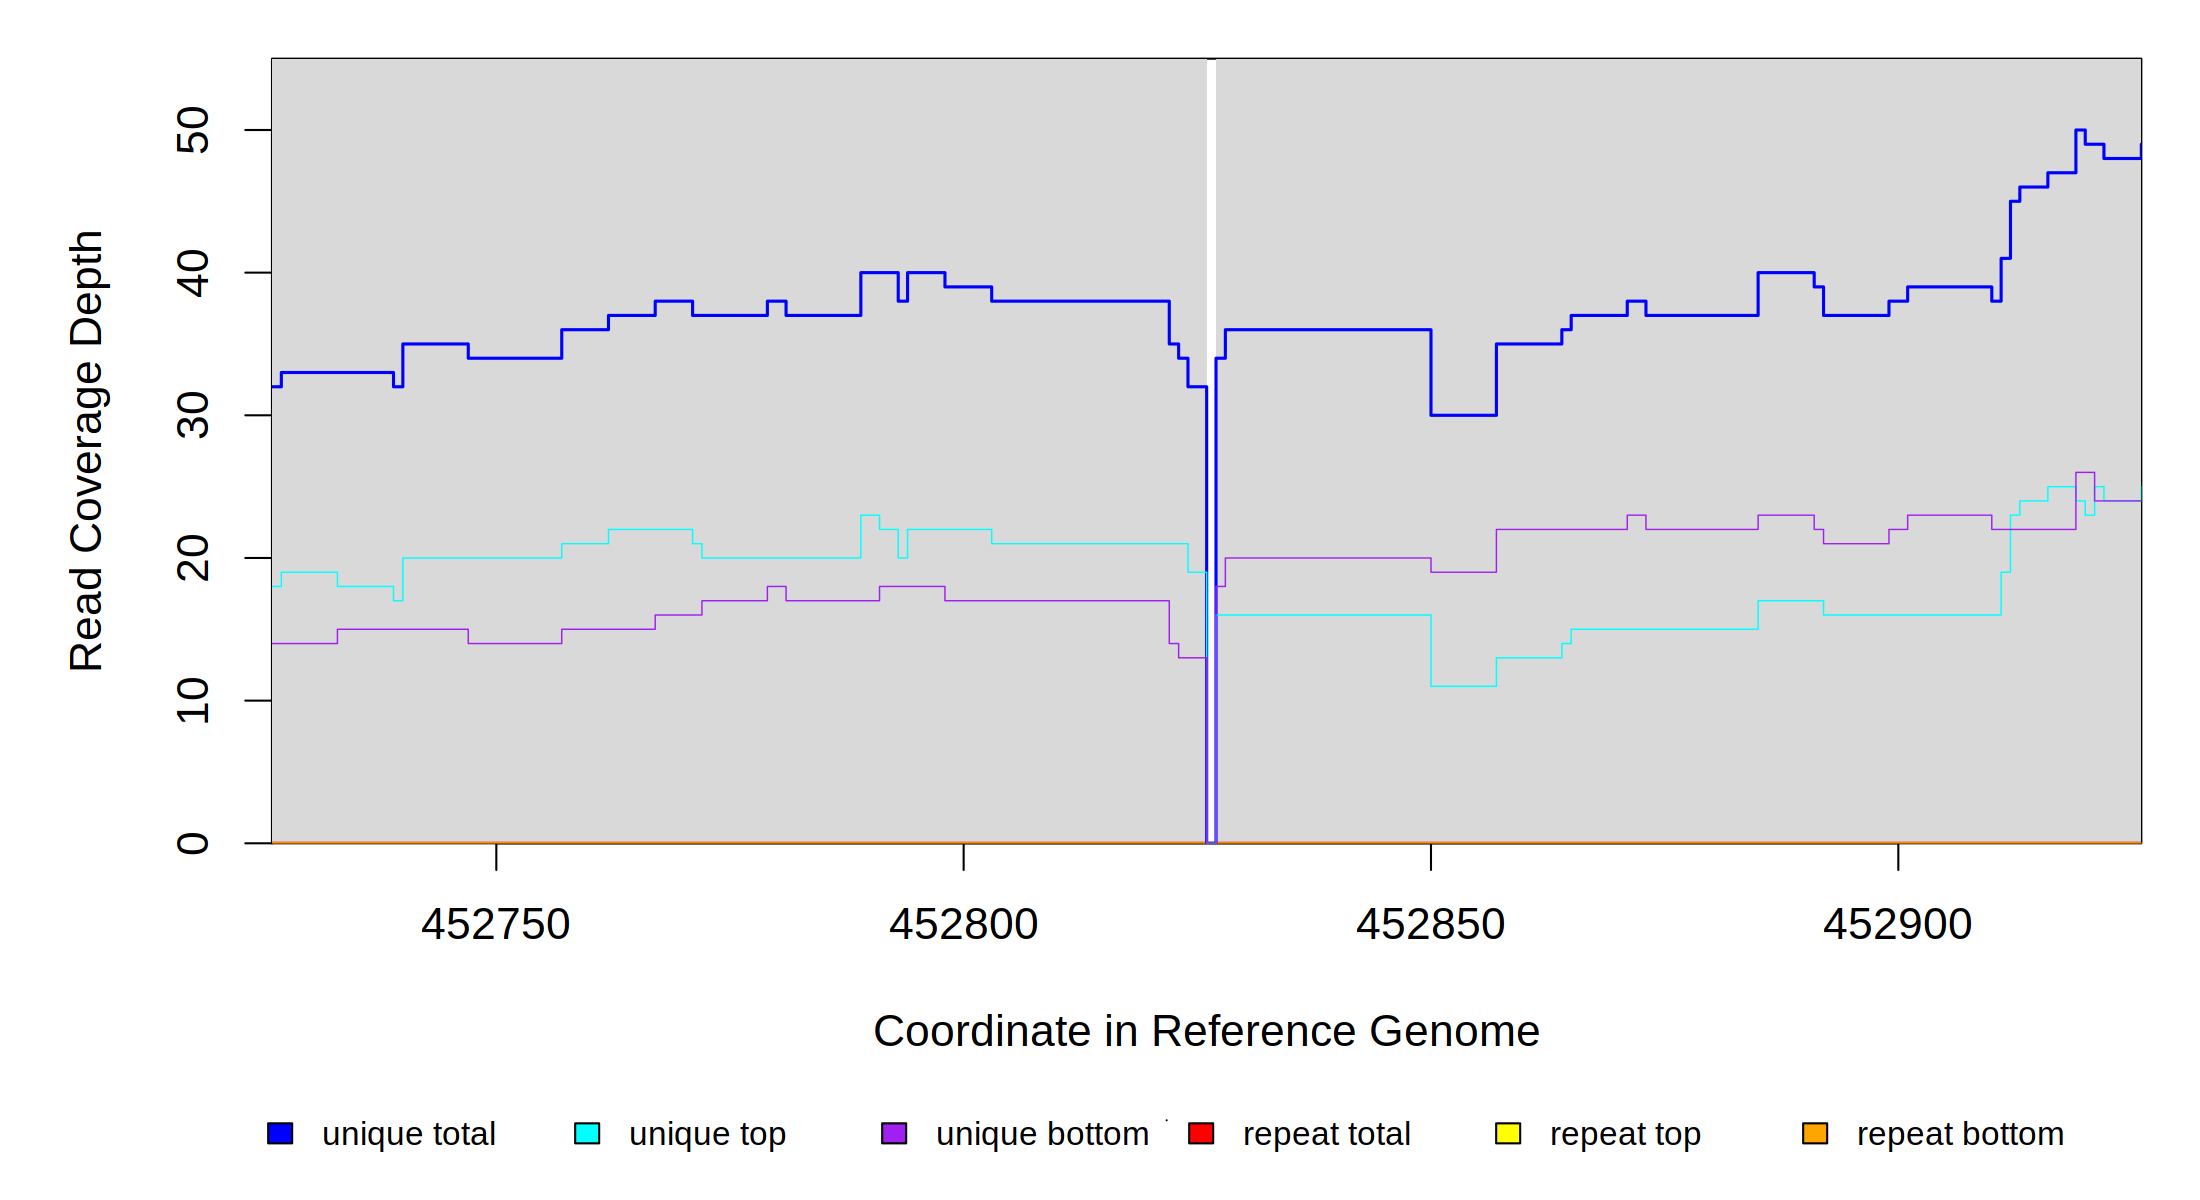 Read Coverage Depth
50
40
30
20
10
0
452750 452800 452850 452900
Coordinate in Reference Genome
unique total unique top unique bottom repeat total repeat top repeat bottom